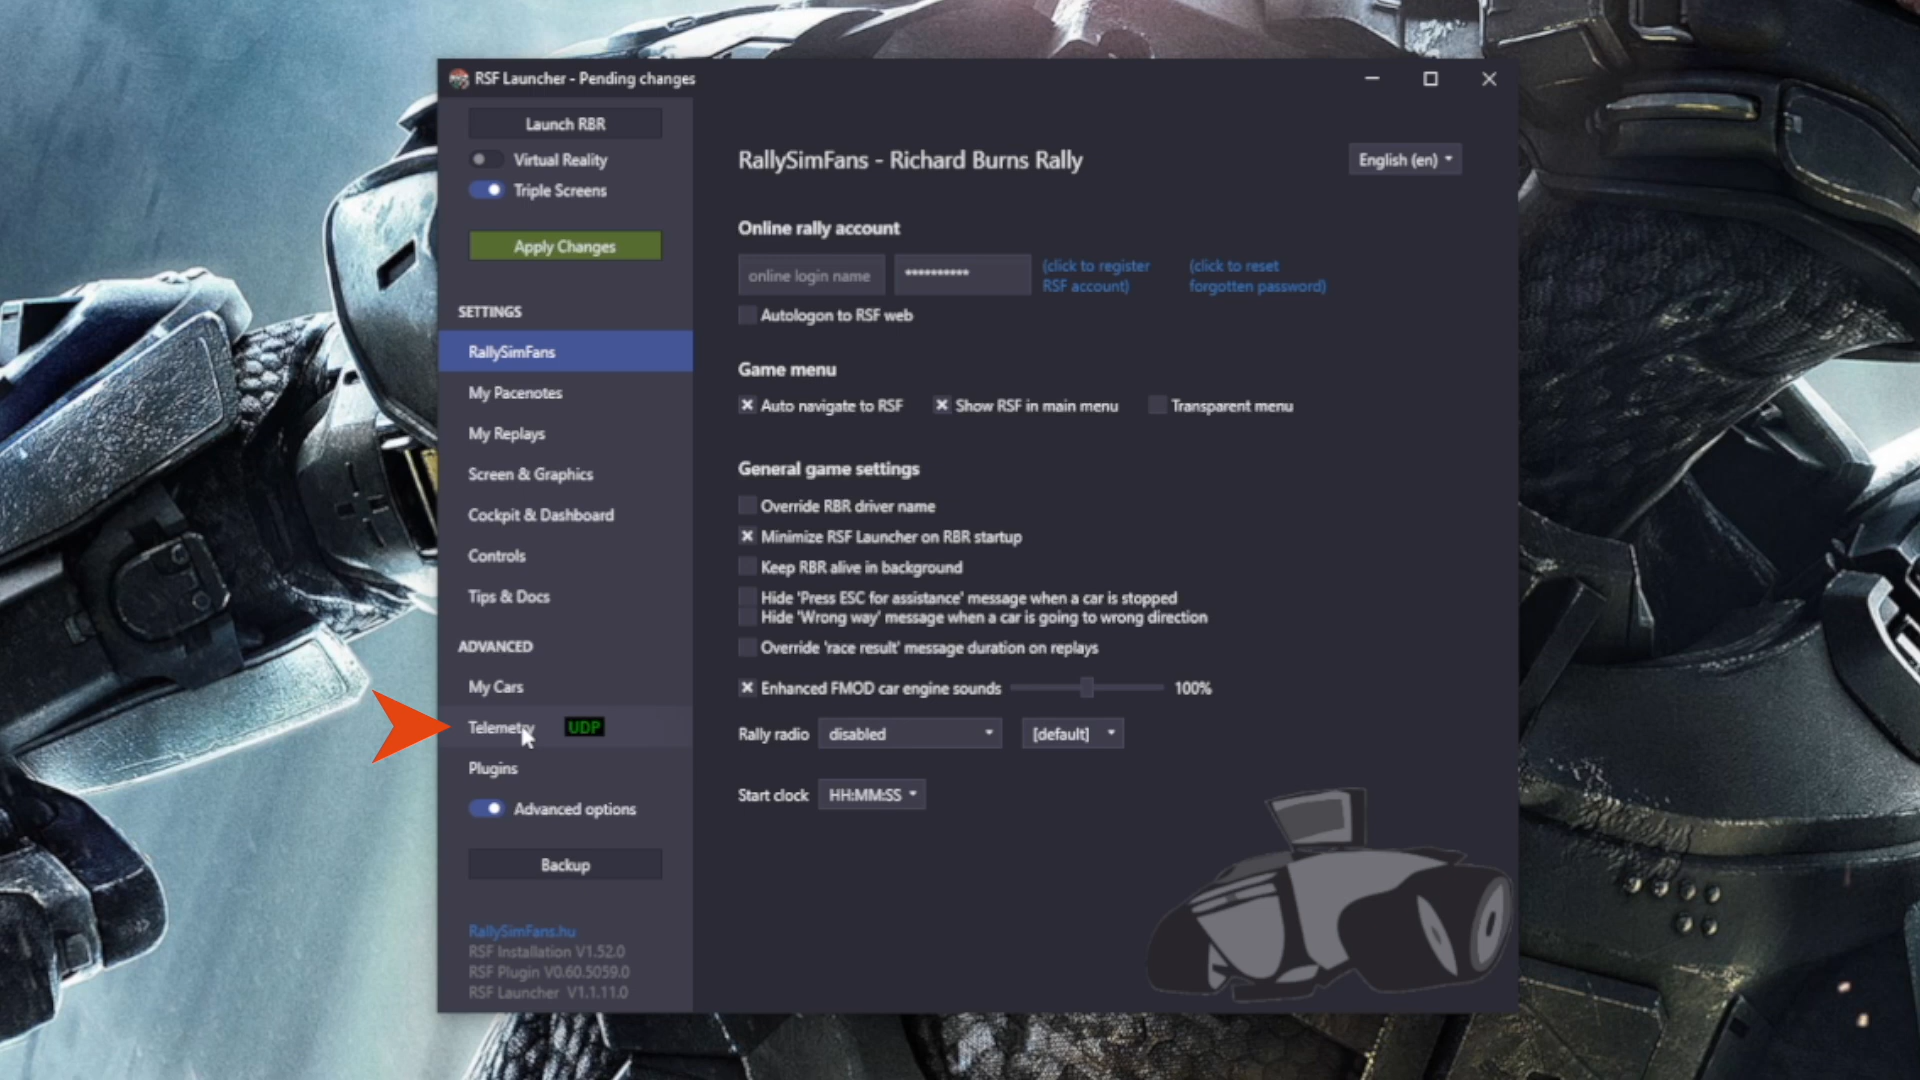 RSF Launcher - Pending changes
Launch RBR
Virtual Reality
Triple Screens
Apply Changes
SETTINGS
RallySimFans
My Pacenotes
My Replays
Screen & Graphics
Cockpit & Dashboard
Controls
Tips & Docs
ADVANCED
My Cars
Telemetry UDP
Plugins
Advanced options
Backup
RallySimFans.hu
RSF Installation V1.52.0
RSF Plugin V0.60.5059.0
RSF Launcher V1.1.11.0
RallySimFans - Richard Burns Rally
English (en)
Online rally account
online login name ••••••••••
(click to register
RSF account)
(click to reset
forgotten password)
Autologon to RSF web
Game menu
Auto navigate to RSF Show RSF in main menu Transparent menu
General game settings
Override RBR driver name
Minimize RSF Launcher on RBR startup
Keep RBR alive in background
Hide 'Press ESC for assistance' message when a car is stopped
Hide 'Wrong way' message when a car is going to wrong direction
Override 'race result' message duration on replays
Enhanced FMOD car engine sounds 100%
Rally radio disabled [default]
Start clock HH:MM:SS